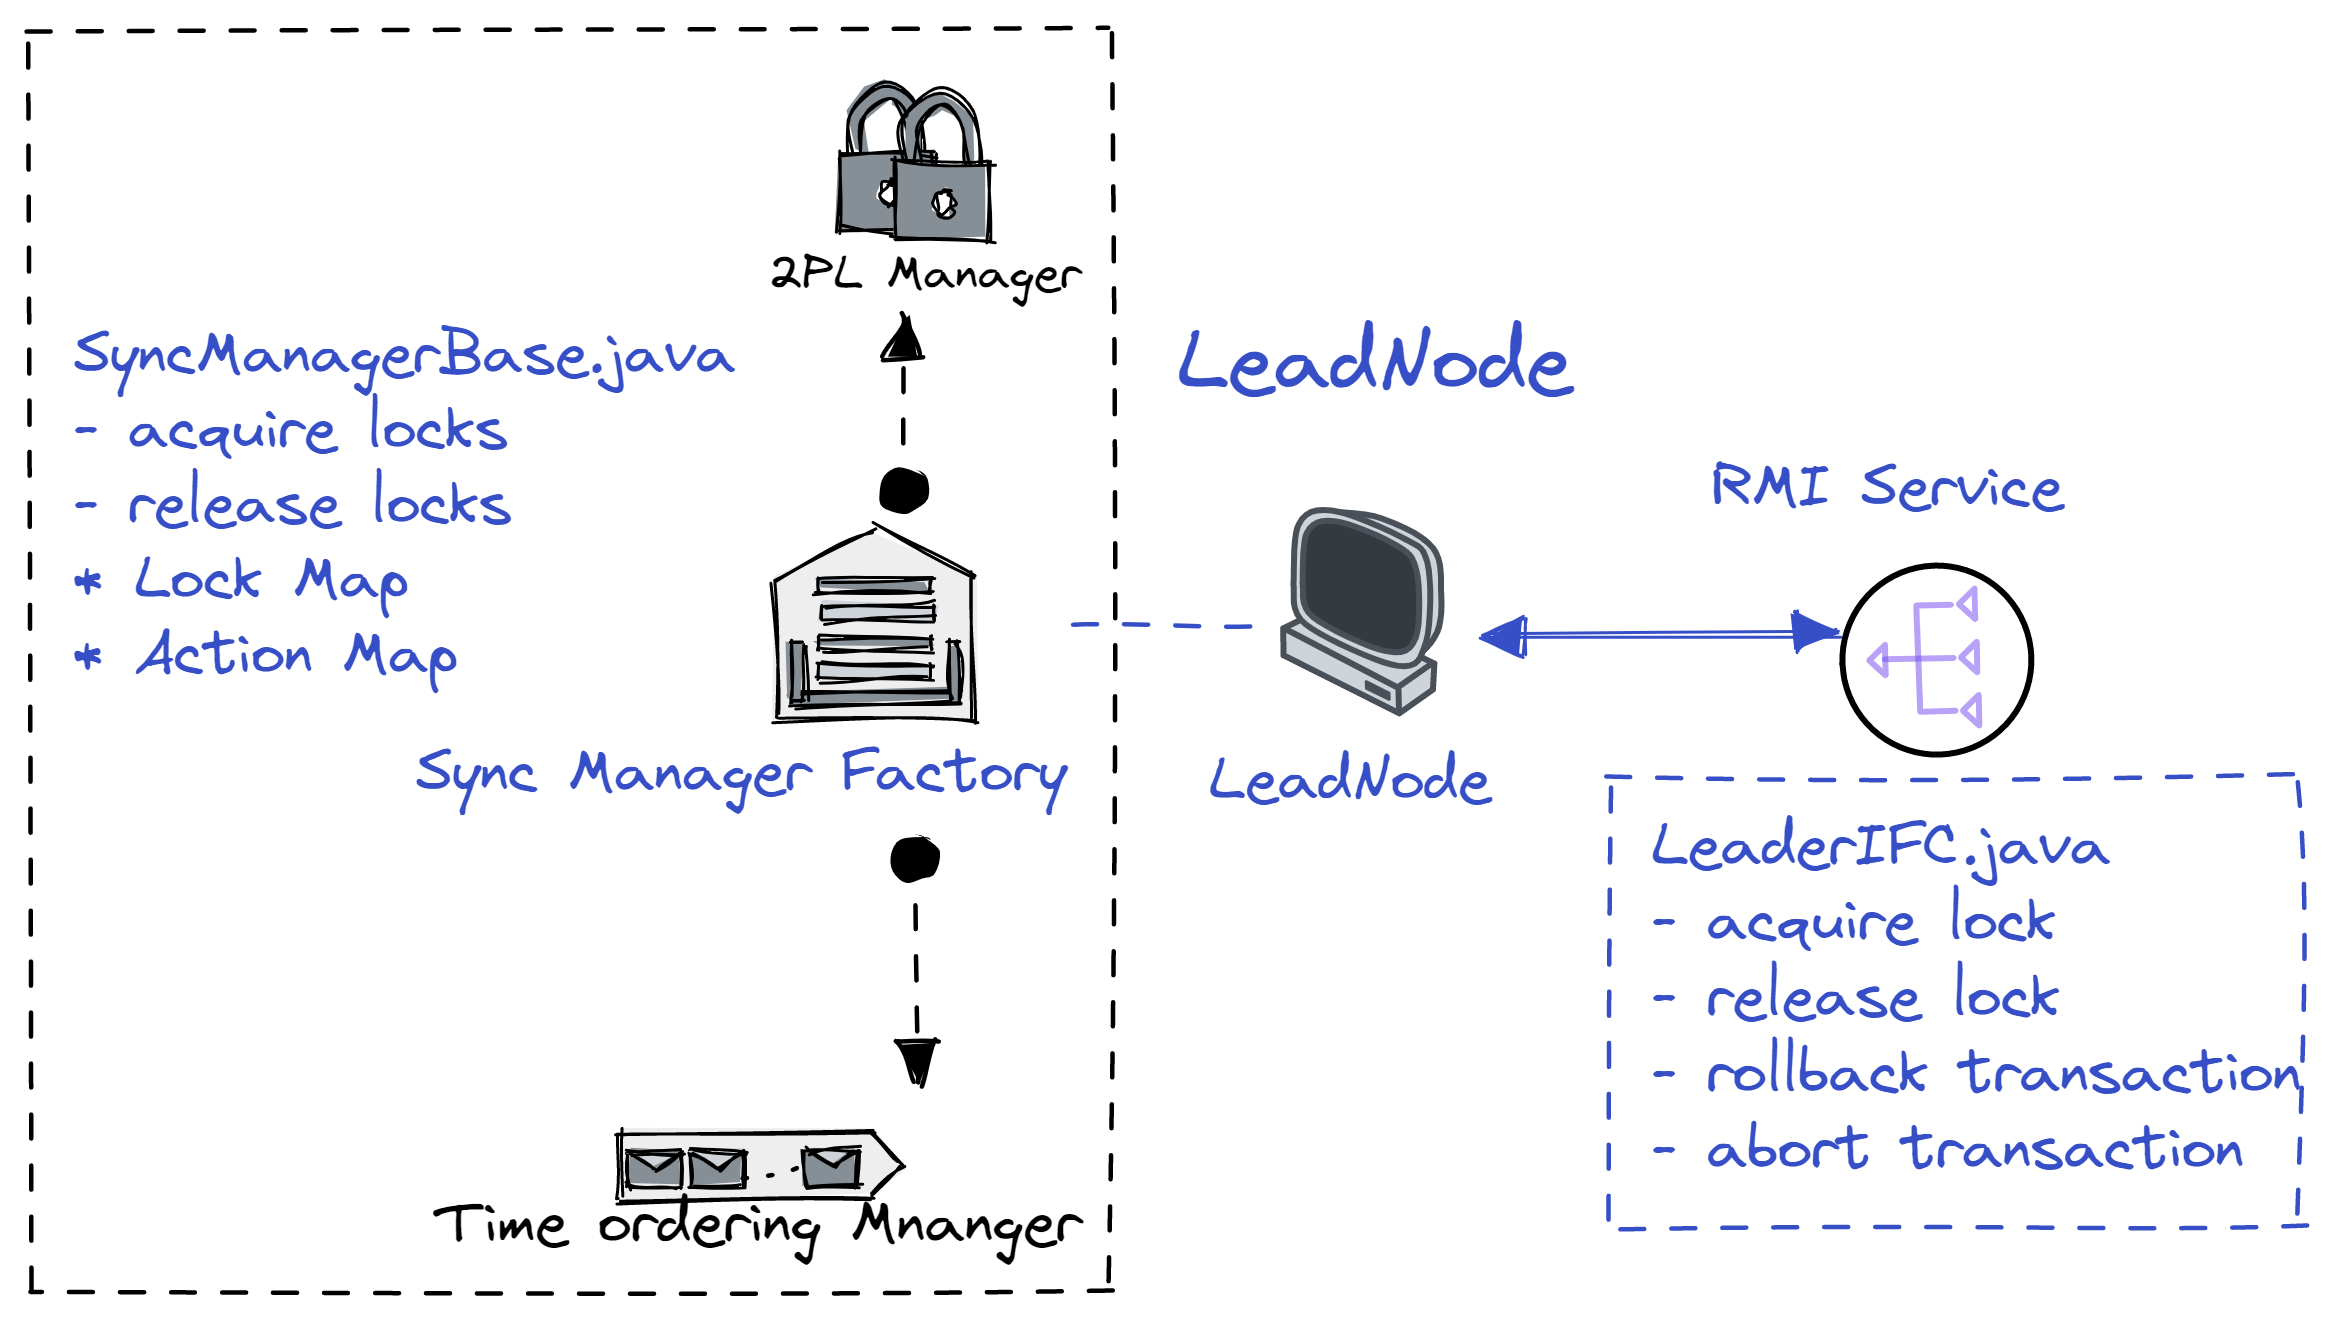 2PL Manager
SyncManagerBase.java
- acquire locks
- release locks
* Lock Map
* Action Map
Sync Manager Factory
Time ordering Mnanger
LeadNode
LeadNode
RMI Service
LeaderIFC.java
- acquire lock
- release lock
- rollback transaction
- abort transaction